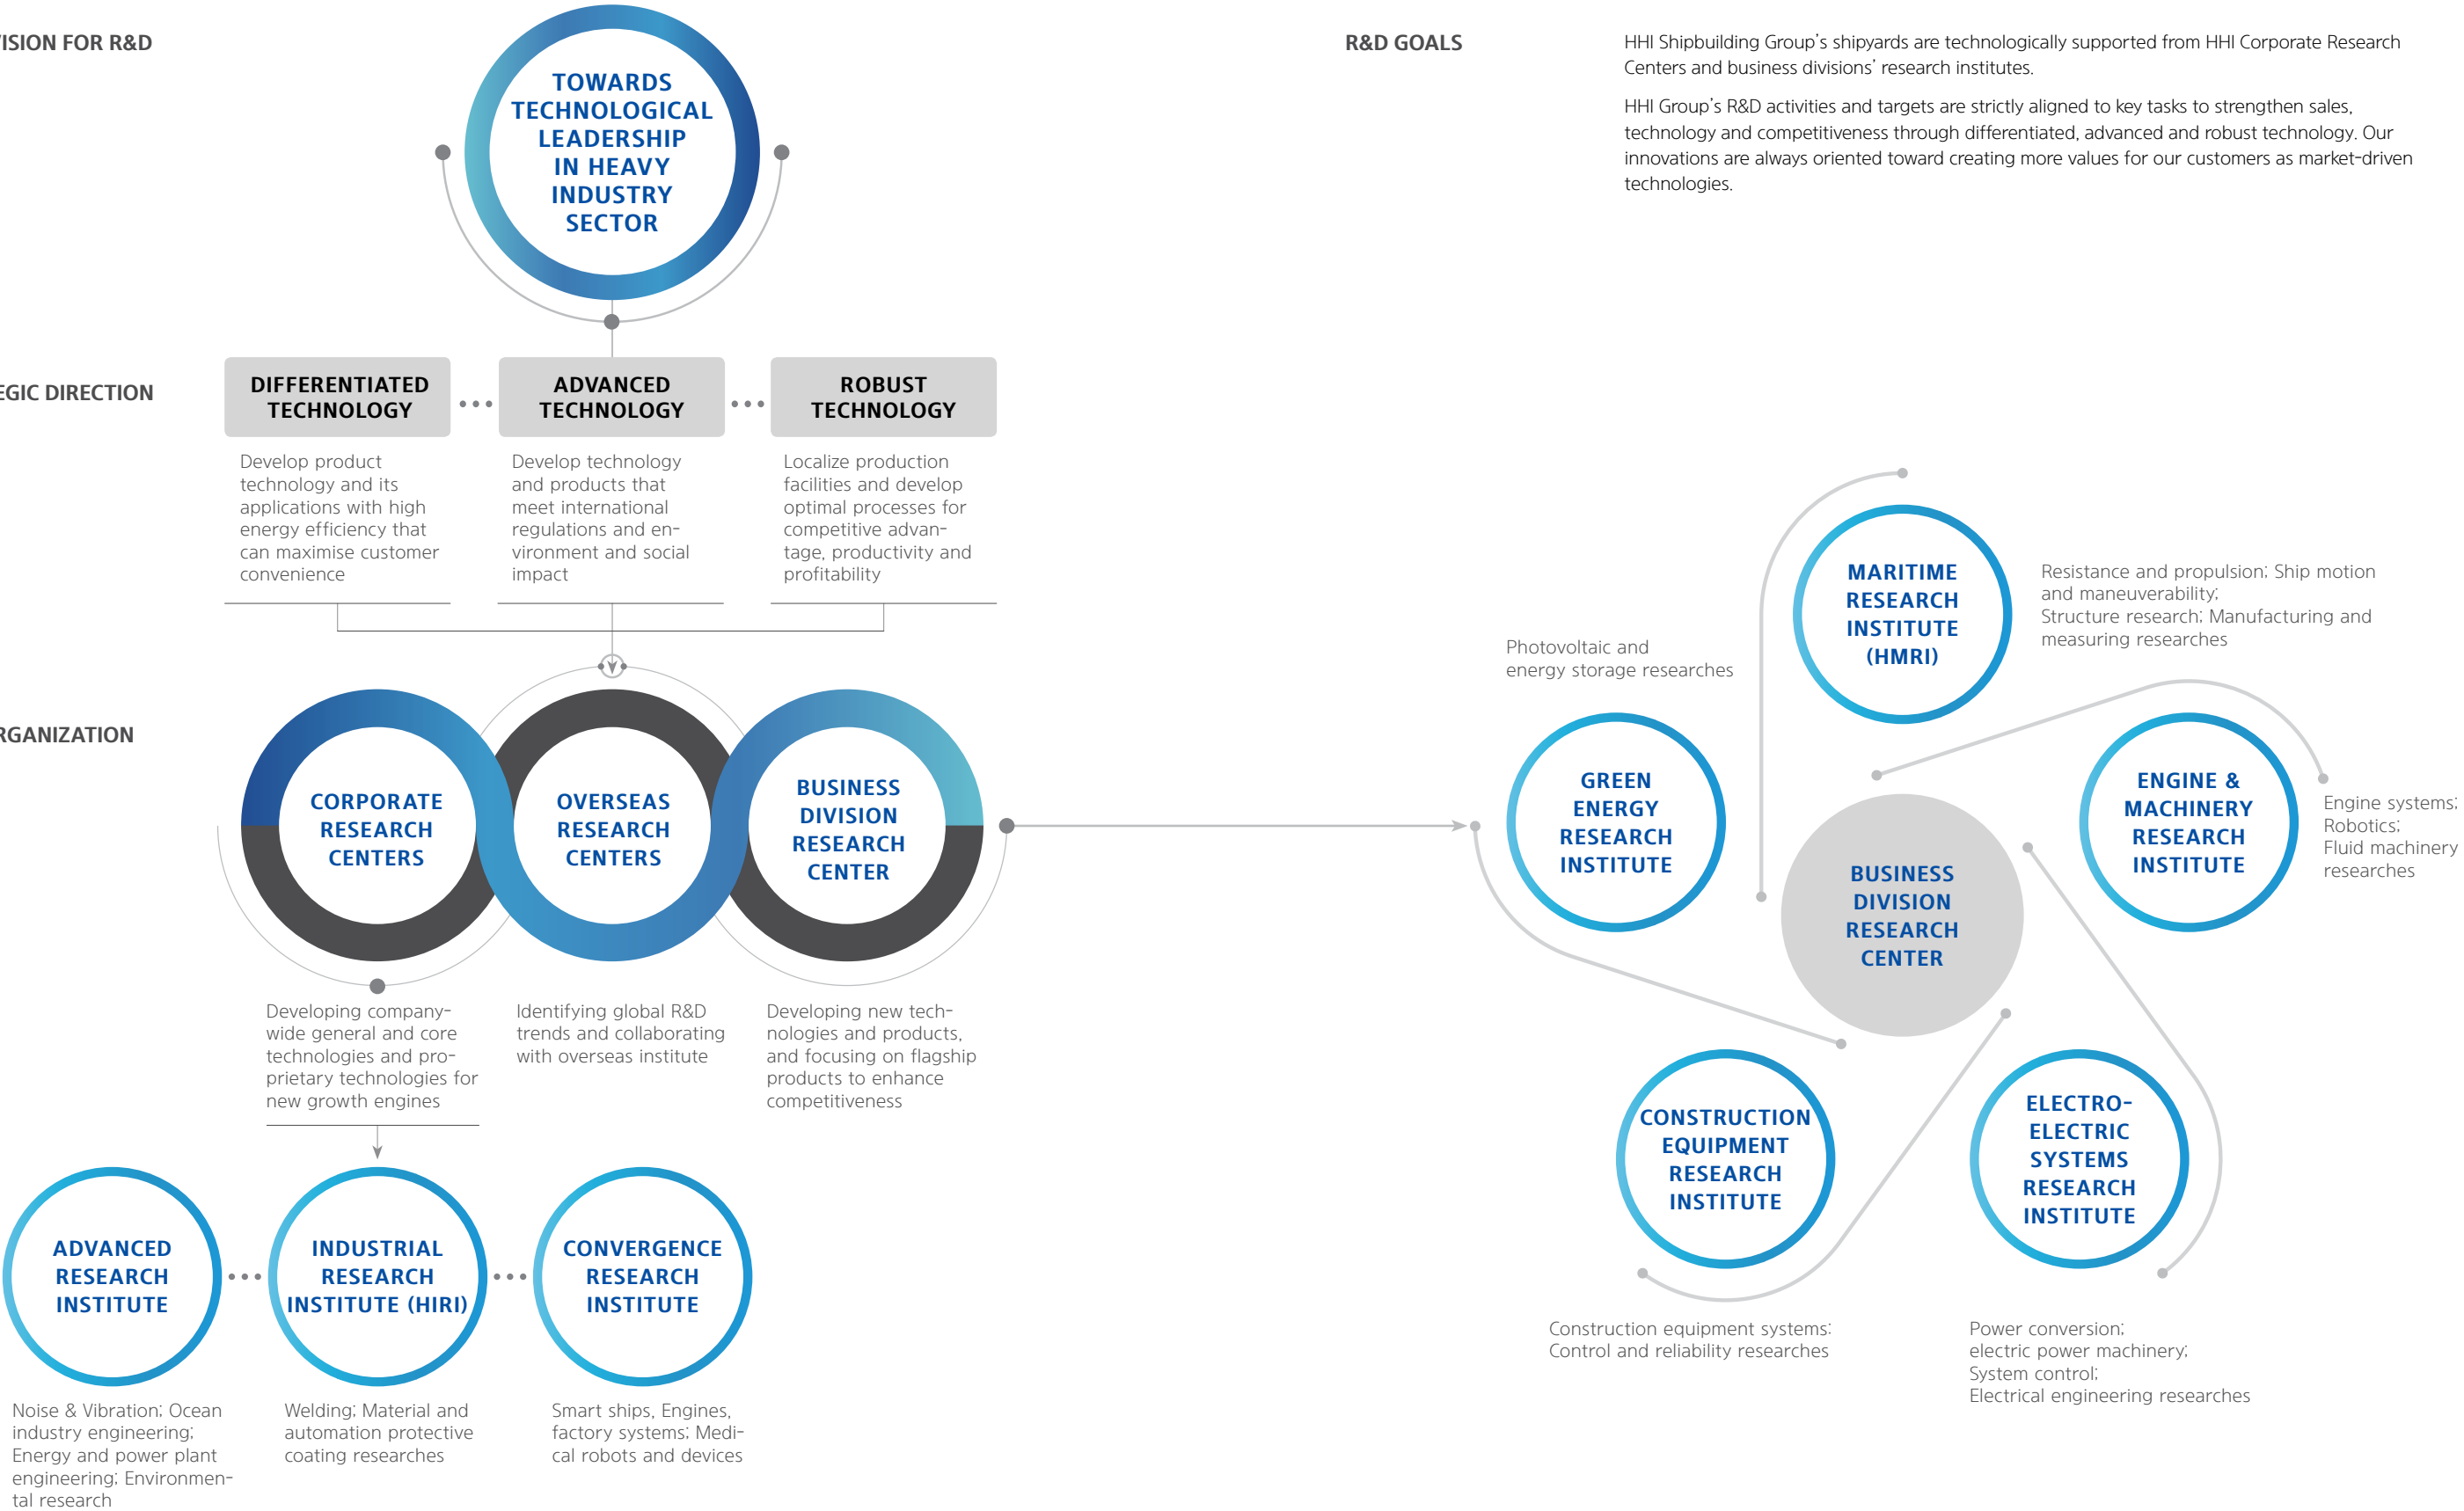 ISION FOR R&D
TOWARDS
TECHNOLOGICAL
LEADERSHIP
IN HEAVY
INDUSTRY
SECTOR
EGIC DIRECTION
DIFFERENTIATED
TECHNOLOGY
Develop product
technology and its
applications with high
energy efficiency that
can maximise customer
convenience
ADVANCED
TECHNOLOGY
Develop technology
and products that
meet international
regulations and en-
vironment and social
impact
ROBUST
TECHNOLOGY
Localize production
facilities and develop
optimal processes for
competitive advan-
tage, productivity and
profitability
RGANIZATION
CORPORATE
RESEARCH
CENTERS
OVERSEAS
RESEARCH
CENTERS
BUSINESS
DIVISION
RESEARCH
CENTER
Developing company-
wide general and core
technologies and pro-
prietary technologies for
new growth engines
Identifying global R&D
trends and collaborating
with overseas institute
Developing new tech-
nologies and products,
and focusing on flagship
products to enhance
competitiveness
ADVANCED
RESEARCH
INSTITUTE
INDUSTRIAL
RESEARCH
INSTITUTE (HIRI)
CONVERGENCE
RESEARCH
INSTITUTE
Noise & Vibration; Ocean
industry engineering;
Energy and power plant
engineering; Environmen-
tal research
Welding; Material and
automation protective
coating researches
Smart ships, Engines,
factory systems; Medi-
cal robots and devices
R&D GOALS
HHI Shipbuilding Group's shipyards are technologically supported from HHI Corporate Research
Centers and business divisions' research institutes.
HHI Group's R&D activities and targets are strictly aligned to key tasks to strengthen sales,
technology and competitiveness through differentiated, advanced and robust technology. Our
innovations are always oriented toward creating more values for our customers as market-driven
technologies.
MARITIME
RESEARCH
INSTITUTE
(HMRI)
Resistance and propulsion; Ship motion
and maneuverability;
Structure research; Manufacturing and
measuring researches
Photovoltaic and
energy storage researches
GREEN
ENERGY
RESEARCH
INSTITUTE
ENGINE &
MACHINERY
RESEARCH
INSTITUTE
Engine systems;
Robotics;
Fluid machinery
researches
BUSINESS
DIVISION
RESEARCH
CENTER
CONSTRUCTION
EQUIPMENT
RESEARCH
INSTITUTE
Construction equipment systems:
Control and reliability researches
ELECTRO-
ELECTRIC
SYSTEMS
RESEARCH
INSTITUTE
Power conversion;
electric power machinery;
System control;
Electrical engineering researches